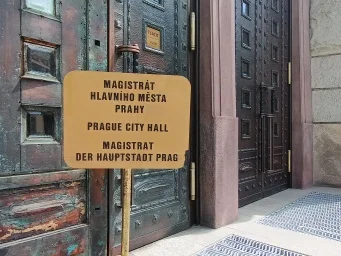 MAGISTRÁT
HLAVNÍHO MĚSTA
PRAHY
PRAGUE CITY HALL
MAGISTRAT
DER HAUPTSTADT PRAG